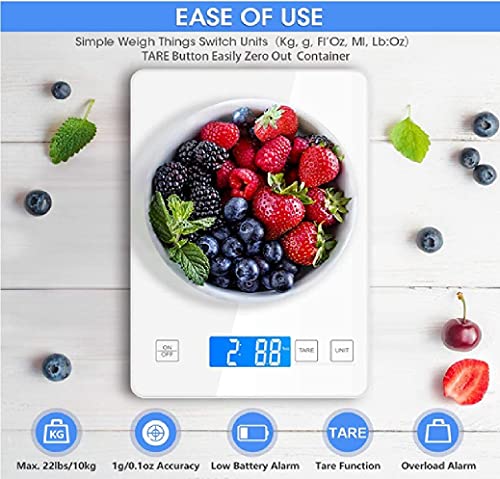 EASE OF USE
Simple Weigh Things Switch Units（Kg, g, Fl'Oz, Ml, Lb:Oz）
TARE Button Easily Zero Out Container
ON
OFF
2: 88
TARE
UNIT
KG
TARE
Max. 22lbs/10kg
1g/0.1oz Accuracy
Low Battery Alarm
Tare Function
Overload Alarm